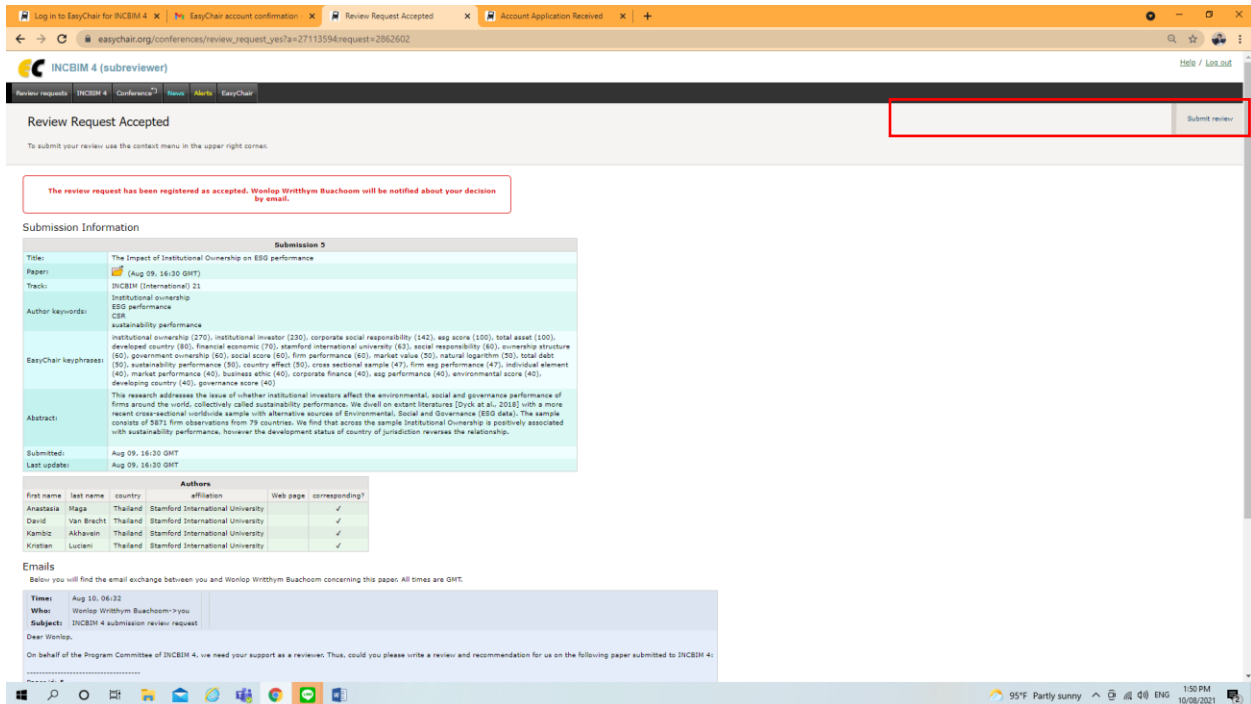 Log in to EasyChair for INCBIM 4 × EasyChair account confirmation × Review Request Accepted × Account Application Received × +
easychair.org/conferences/review_request_yes?a=27113594;request=2862602
INCBIM 4 (subreviewer)
Help / Log out
Review requests INCBIM 4 Conference News Alerts EasyChair
Review Request Accepted
Submit review
To submit your review use the context menu in the upper right corner.
The review request has been registered as accepted. Wonlop Writthym Buachoom will be notified about your decision
by email.
Submission Information
Submission 5
Title: The Impact of Institutional Ownership on ESG performance
Paper: (Aug 09, 16:30 GMT)
Track: INCBIM (International) 21
Author keywords: Institutional ownership
ESG performance
CSR
sustainability performance
EasyChair keyphrases: institutional ownership (270), institutional investor (230), corporate social responsibility (142), esg score (100), total asset (100),
developed country (80), financial economic (70), stamford international university (63), social responsibility (60), ownership structure
(60), government ownership (60), social score (60), firm performance (60), market value (50), natural logarithm (50), total debt
(50), sustainability performance (50), country effect (50), cross sectional sample (47), firm esg performance (47), individual element
(40), market performance (40), business ethic (40), corporate finance (40), esg performance (40), environmental score (40),
developing country (40), governance score (40)
Abstract: This research addresses the issue of whether institutional investors affect the environmental, social and governance performance of
firms around the world, collectively called sustainability performance. We dwell on extant literatures [Dyck at al., 2018] with a more
recent cross-sectional worldwide sample with alternative sources of Environmental, Social and Governance (ESG data). The sample
consists of 5871 firm observations from 79 countries. We find that across the sample Institutional Ownership is positively associated
with sustainability performance, however the development status of country of jurisdiction reverses the relationship.
Submitted: Aug 09, 16:30 GMT
Last update: Aug 09, 16:30 GMT
Authors
first name last name country affiliation Web page corresponding?
Anastasia Maga Thailand Stamford International University ✓
David Van Brecht Thailand Stamford International University ✓
Kambiz Akhavein Thailand Stamford International University ✓
Kristian Luciani Thailand Stamford International University ✓
Emails
Below you will find the email exchange between you and Wonlop Writthym Buachoom concerning this paper. All times are GMT.
Time: Aug 10, 06:32
Who: Wonlop Writthym Buachoom->you
Subject: INCBIM 4 submission review request
Dear Wonlop,
On behalf of the Program Committee of INCBIM 4, we need your support as a reviewer. Thus, could you please write a review and recommendation for us on the following paper submitted to INCBIM 4:
------------------------------------
95°F Partly sunny ENG 1:50 PM
10/08/2021